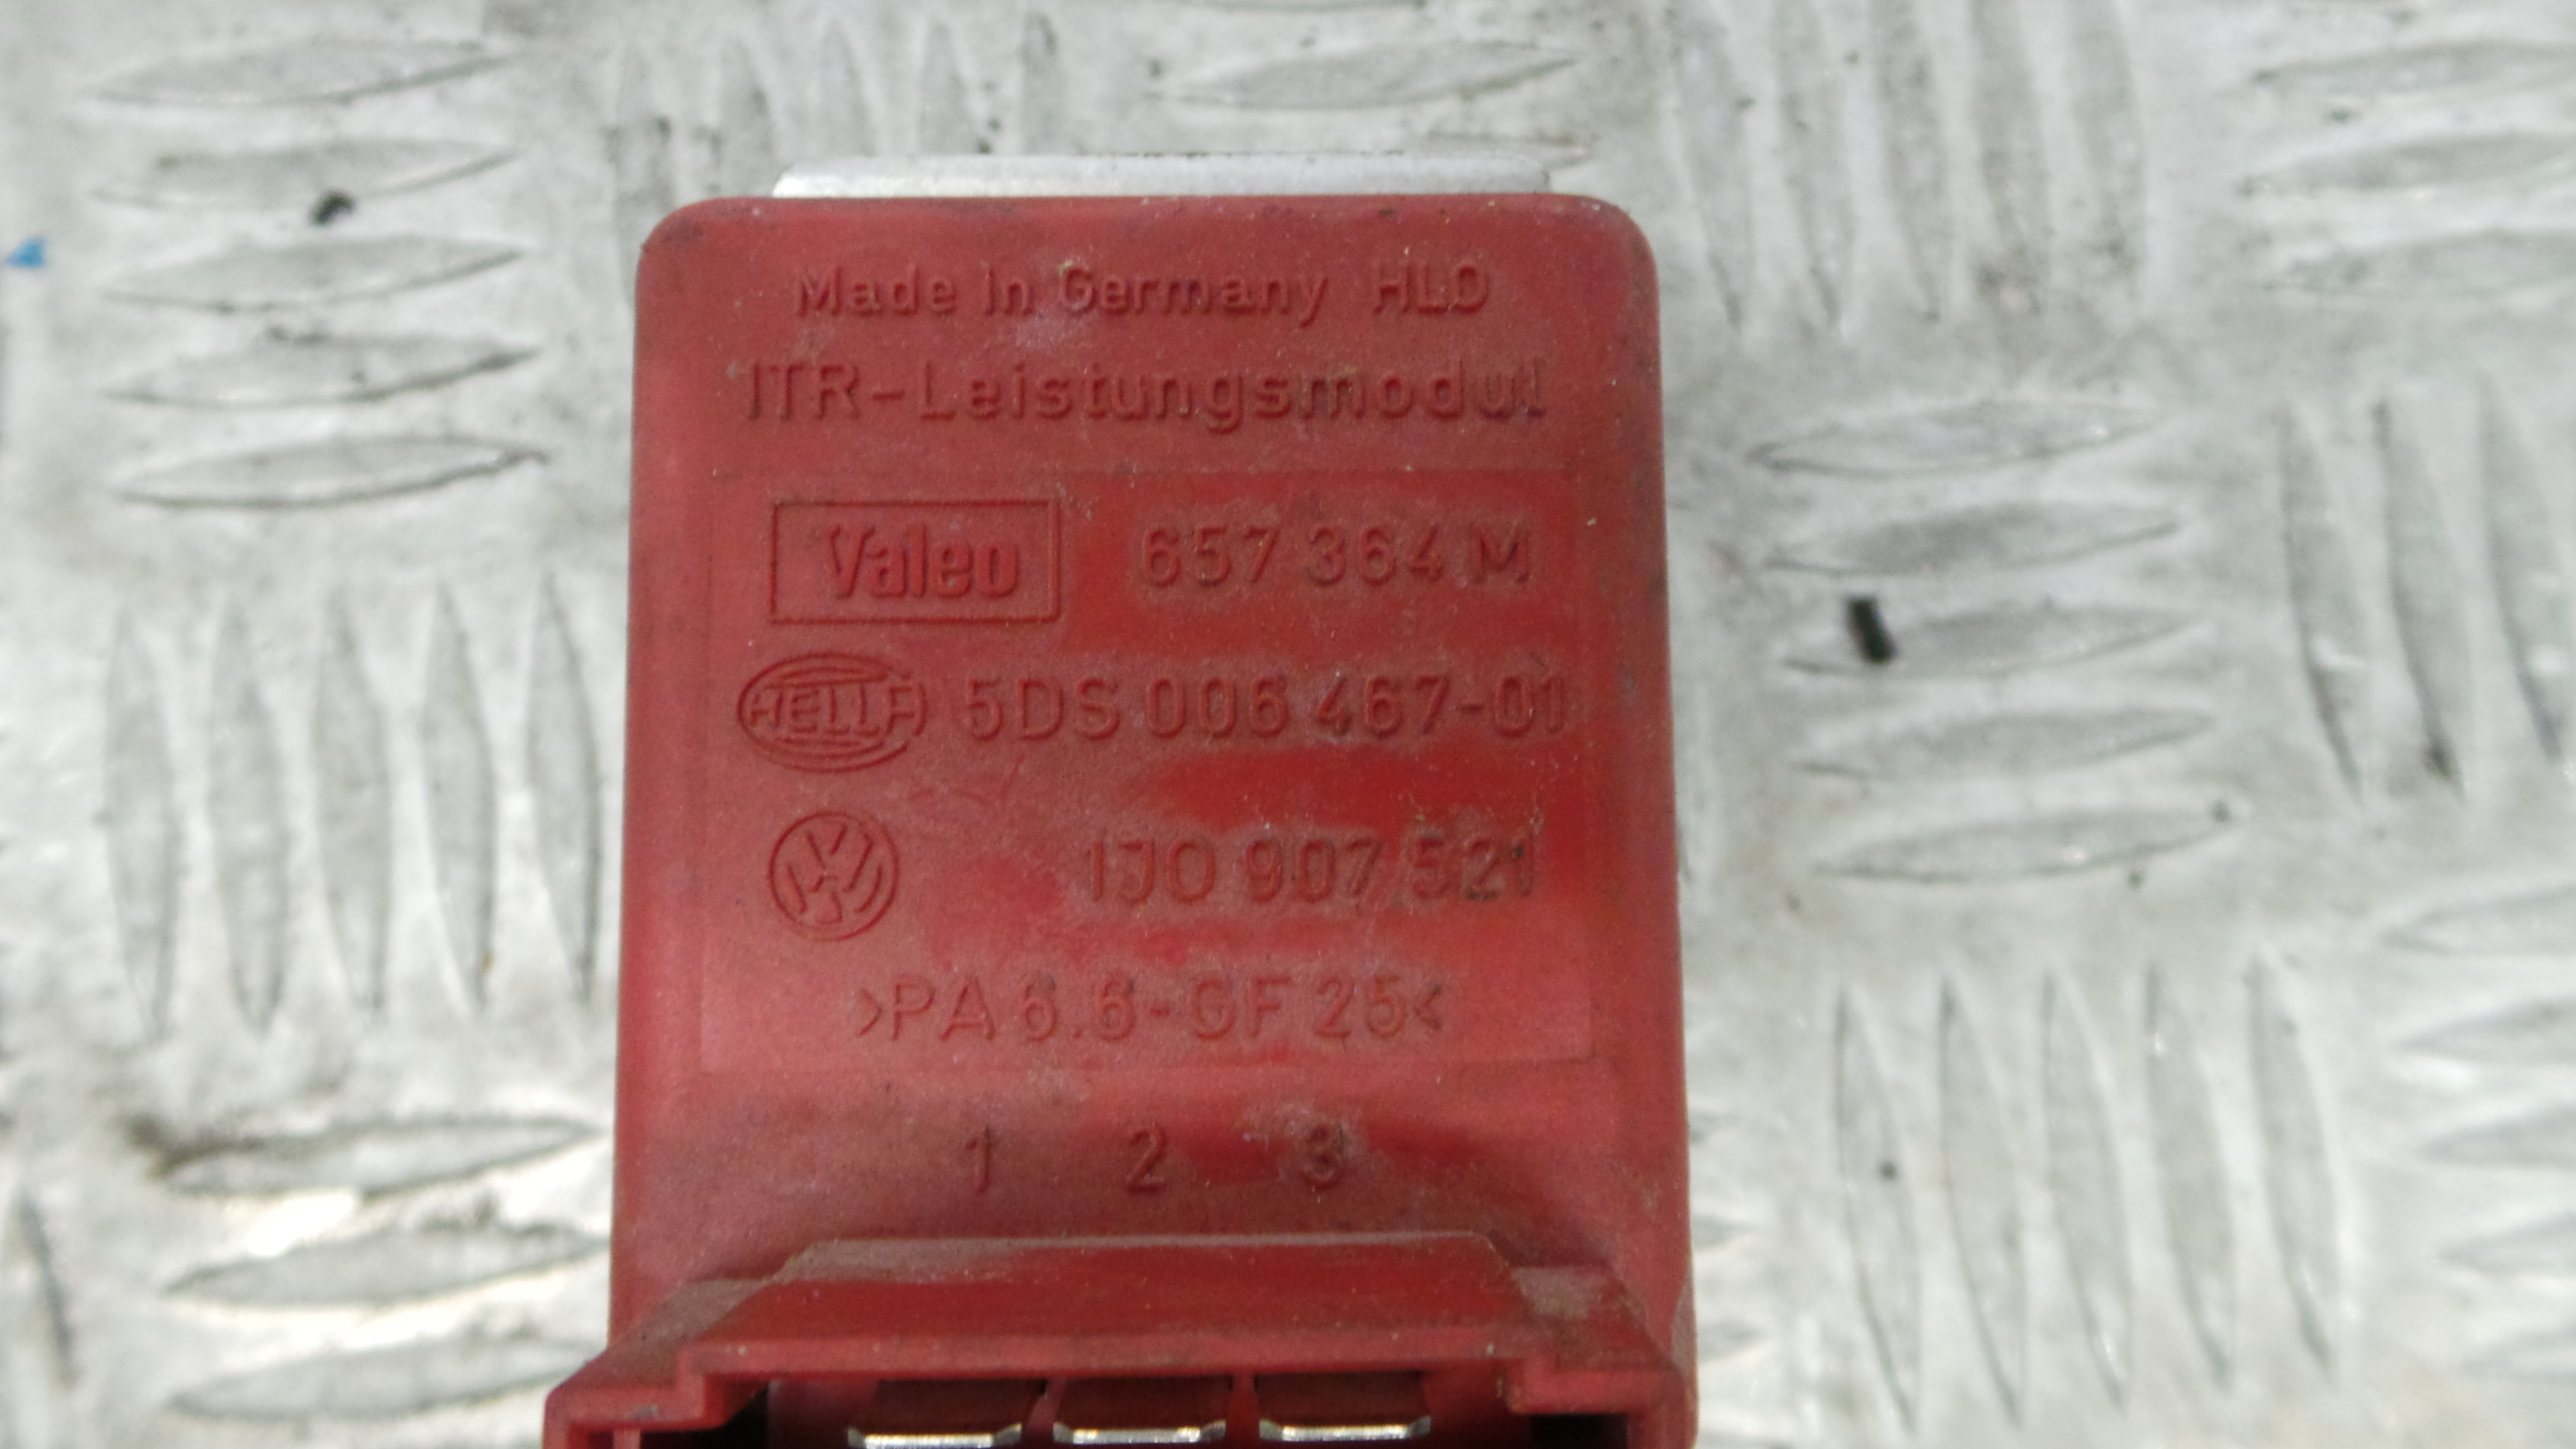 Made In Germany HLO
ITR-Leistungsmodul
Valeo 657 364 M
HELLA 5DS 006 467-01
VW 1J0 907 521
>PA 6.6-GF 25<
1 2 3